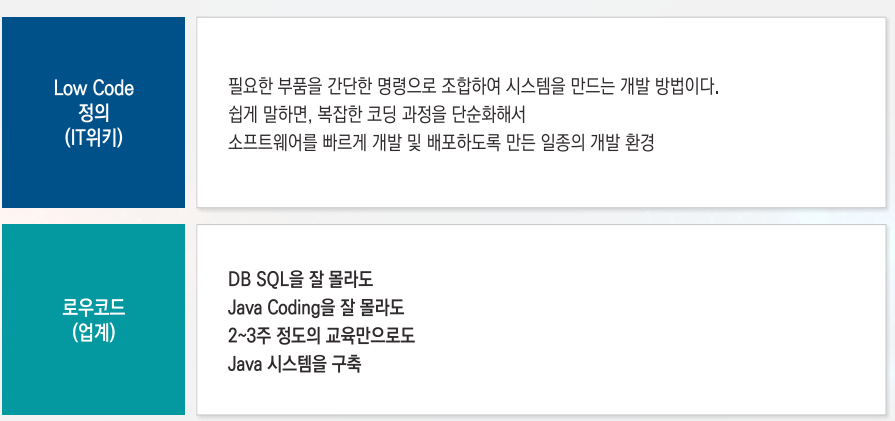 Low Code
정의
(IT위키)
필요한 부품을 간단한 명령으로 조합하여 시스템을 만드는 개발 방법이다.
쉽게 말하면, 복잡한 코딩 과정을 단순화해서
소프트웨어를 빠르게 개발 및 배포하도록 만든 일종의 개발 환경
로우코드
(업계)
DB SQL을 잘 몰라도
Java Coding을 잘 몰라도
2~3주 정도의 교육만으로도
Java 시스템을 구축